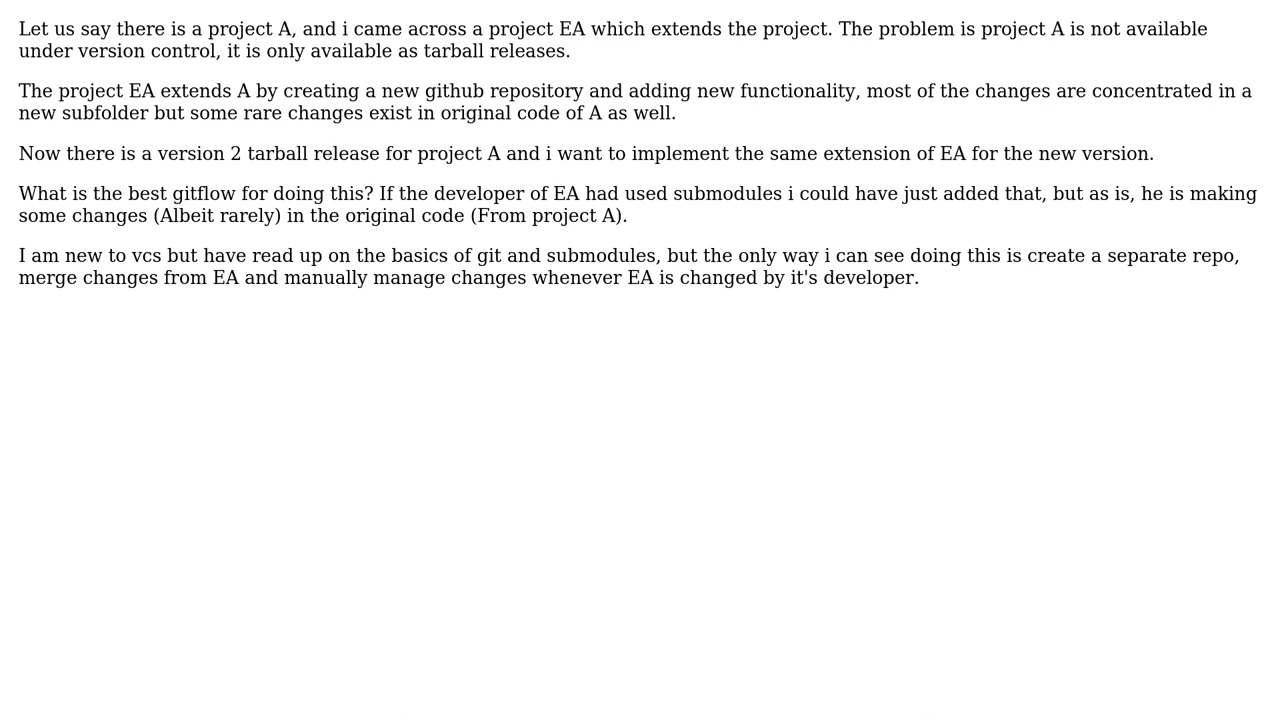 Let us say there is a project A, and i came across a project EA which extends the project. The problem is project A is not available
under version control, it is only available as tarball releases.
The project EA extends A by creating a new github repository and adding new functionality, most of the changes are concentrated in a
new subfolder but some rare changes exist in original code of A as well.
Now there is a version 2 tarball release for project A and i want to implement the same extension of EA for the new version.
What is the best gitflow for doing this? If the developer of EA had used submodules i could have just added that, but as is, he is making
some changes (Albeit rarely) in the original code (From project A).
I am new to vcs but have read up on the basics of git and submodules, but the only way i can see doing this is create a separate repo,
merge changes from EA and manually manage changes whenever EA is changed by it's developer.